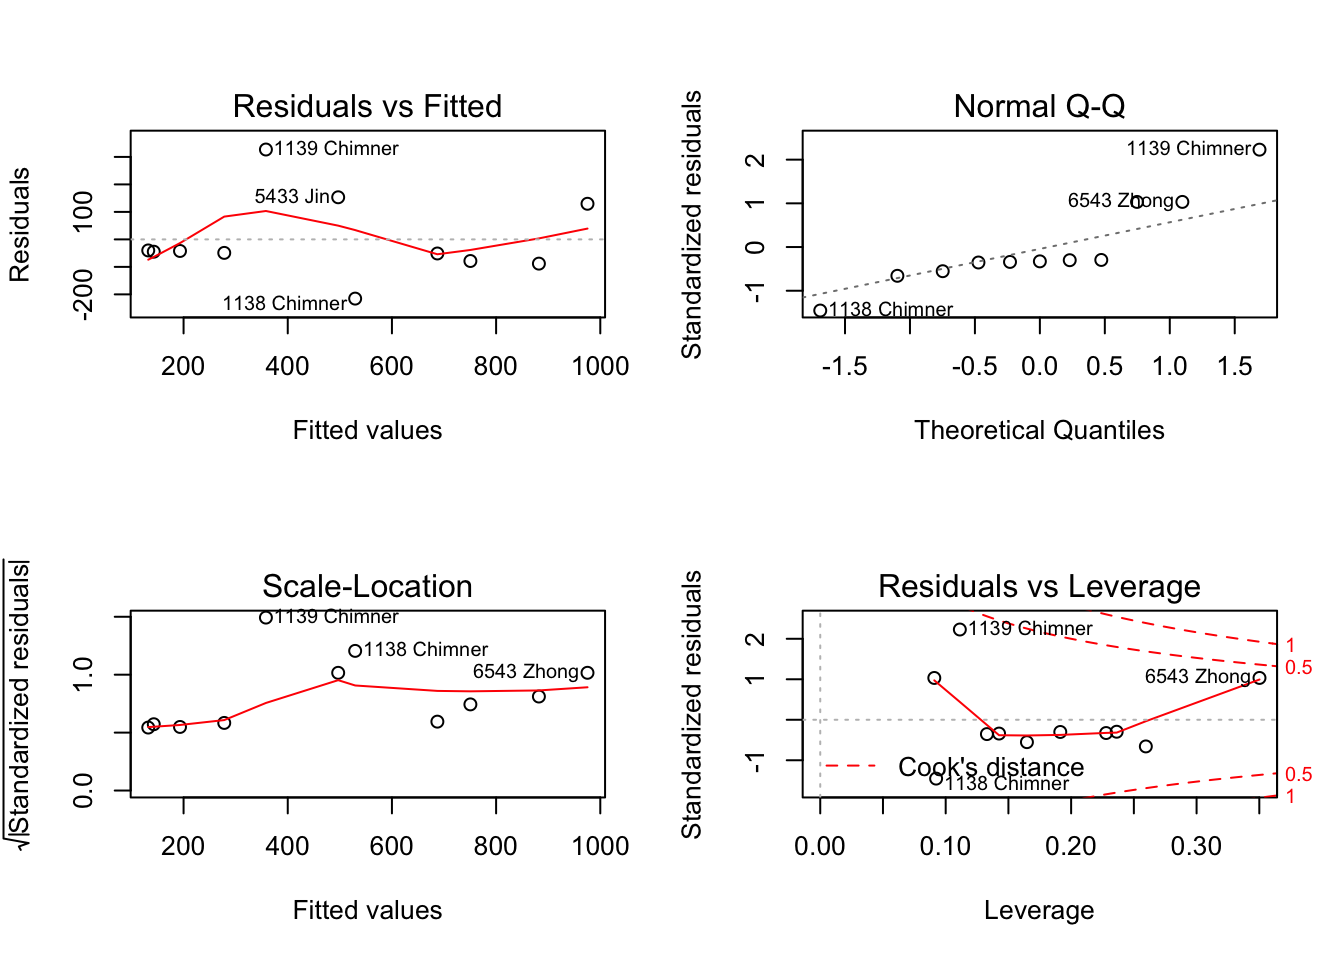 Residuals vs Fitted
Residuals
100
-200
1139 Chimner
5433 Jin
1138 Chimner
200 400 600 800 1000
Fitted values
Normal Q-Q
Standardized residuals
2
1
0
-1
1139 Chimner
6543 Zhong
1138 Chimner
-1.5 -0.5 0.0 0.5 1.0 1.5
Theoretical Quantiles
Scale-Location
√|Standardized residuals|
1.0
0.0
1139 Chimner
1138 Chimner
6543 Zhong
200 400 600 800 1000
Fitted values
Residuals vs Leverage
Standardized residuals
2
1
-1
1139 Chimner
6543 Zhong
Cook's distance
1138 Chimner
1
0.5
0.5
1
0.00 0.10 0.20 0.30
Leverage